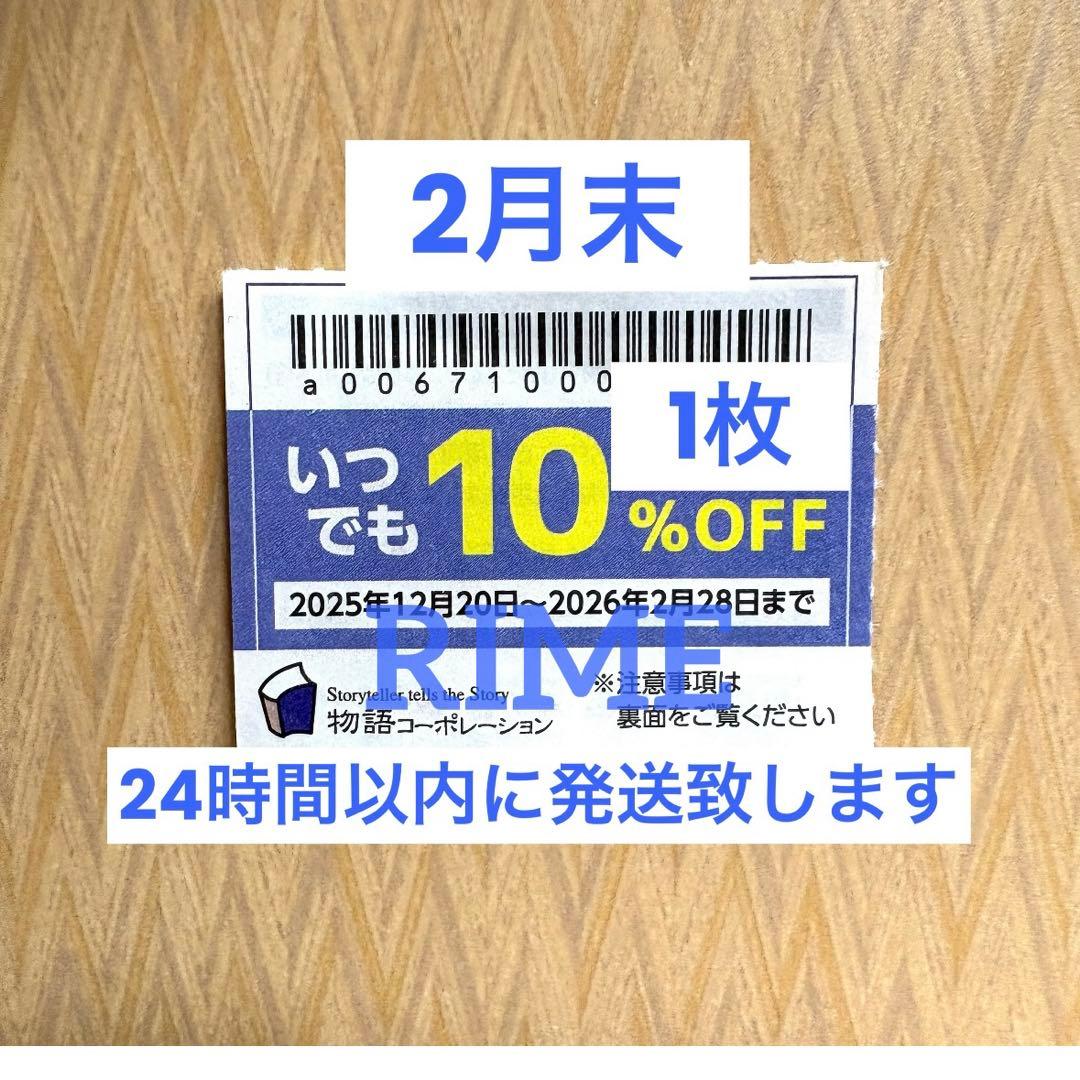 2月末
a00671000
1枚
いつ
でも
10
%OFF
2025年12月20日～2026年2月28日まで
RIME
Storyteller tells the Story
物語コーポレーション
※注意事項は
裏面をご覧ください
24時間以内に発送致します